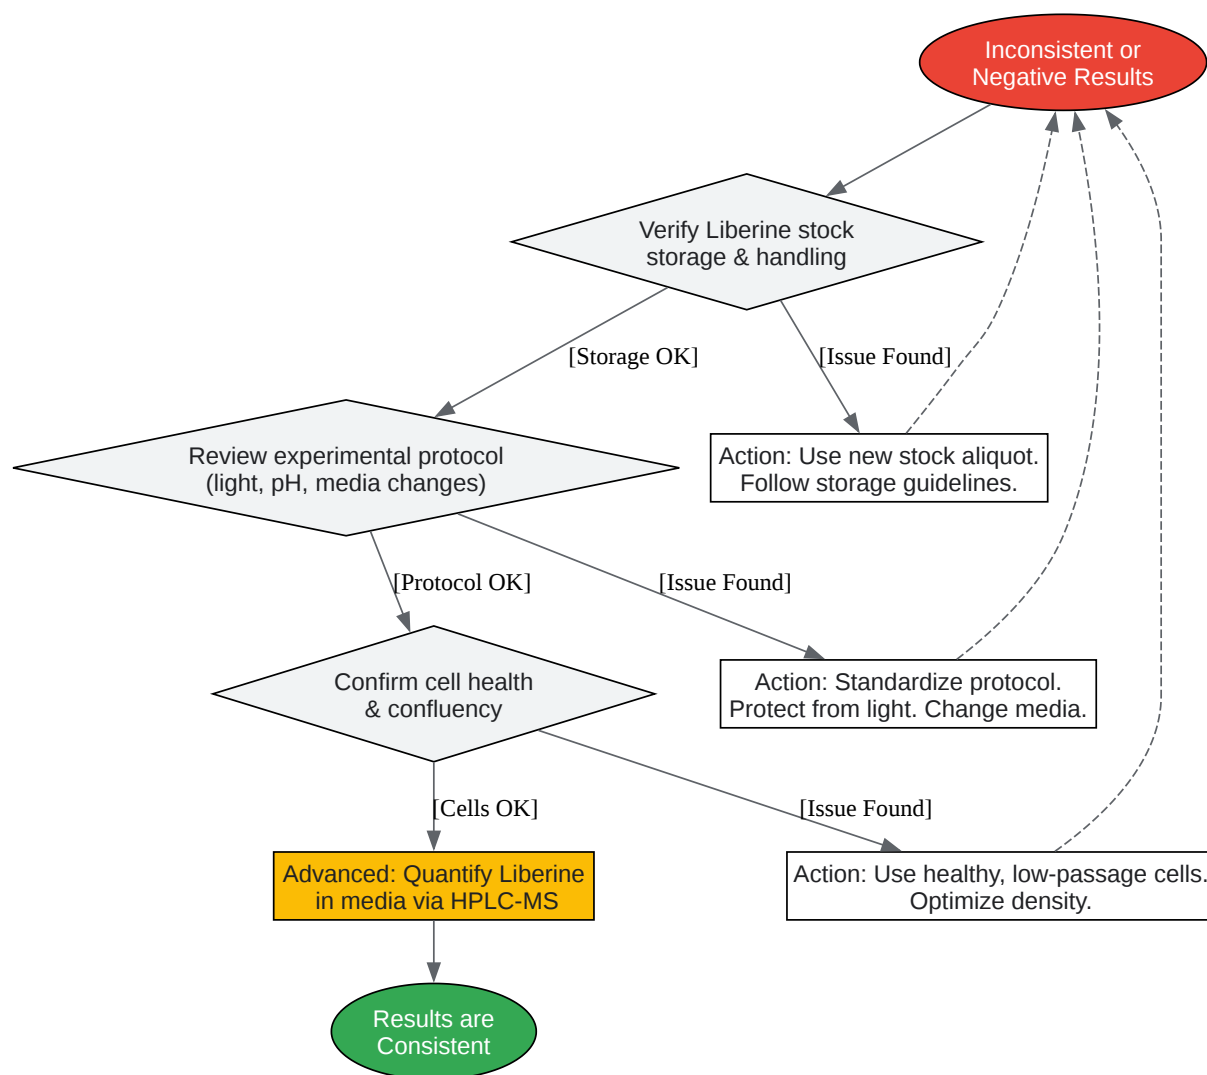 Inconsistent or
Negative Results
Verify Liberine stock
storage & handling
[Storage OK]
[Issue Found]
Review experimental protocol
(light, pH, media changes)
Action: Use new stock aliquot.
Follow storage guidelines.
[Protocol OK]
[Issue Found]
Confirm cell health
& confluency
Action: Standardize protocol.
Protect from light. Change media.
[Cells OK]
[Issue Found]
Advanced: Quantify Liberine
in media via HPLC-MS
Action: Use healthy, low-passage cells.
Optimize density.
Results are
Consistent